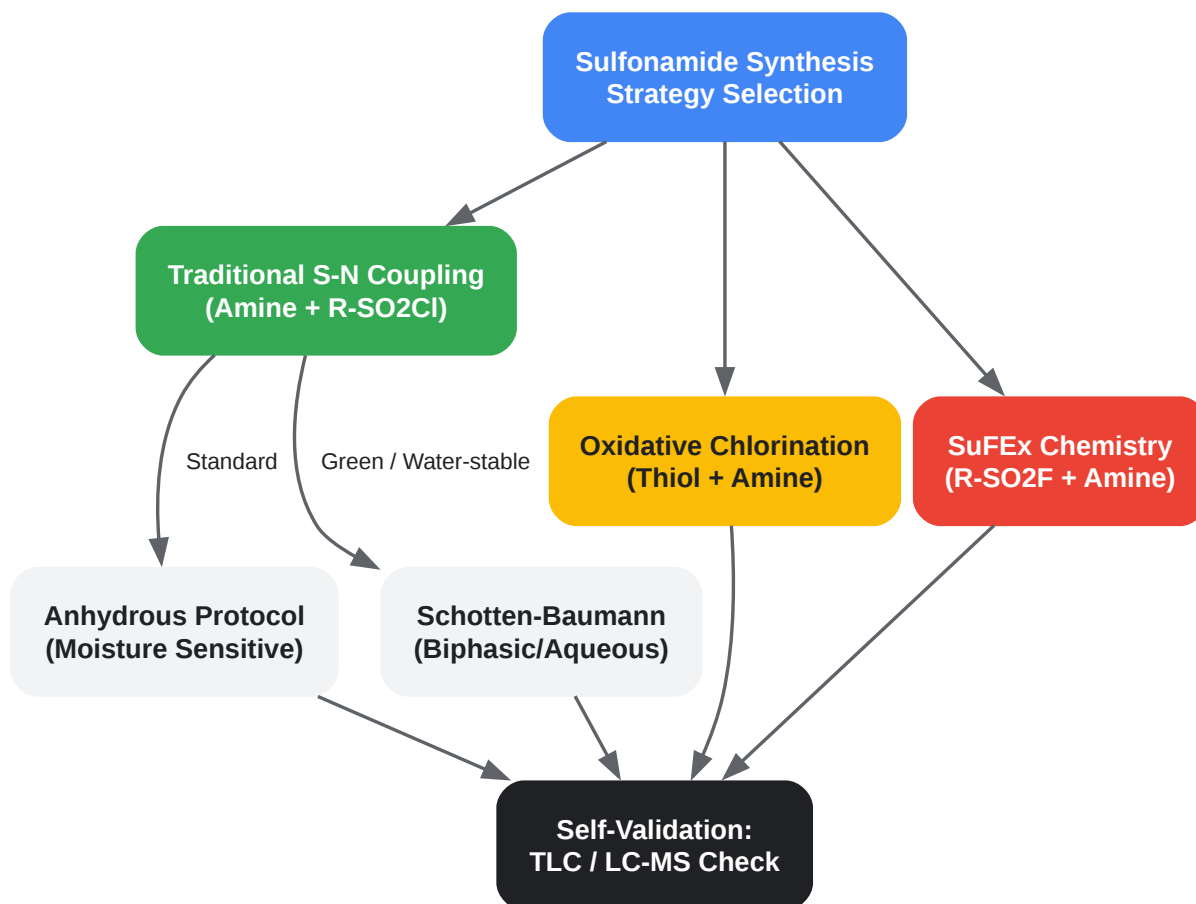 Sulfonamide Synthesis
Strategy Selection
Traditional S-N Coupling
(Amine + R-SO2Cl)
Standard
Green / Water-stable
Oxidative Chlorination
(Thiol + Amine)
SuFEx Chemistry
(R-SO2F + Amine)
Anhydrous Protocol
(Moisture Sensitive)
Schotten-Baumann
(Biphasic/Aqueous)
Self-Validation:
TLC / LC-MS Check